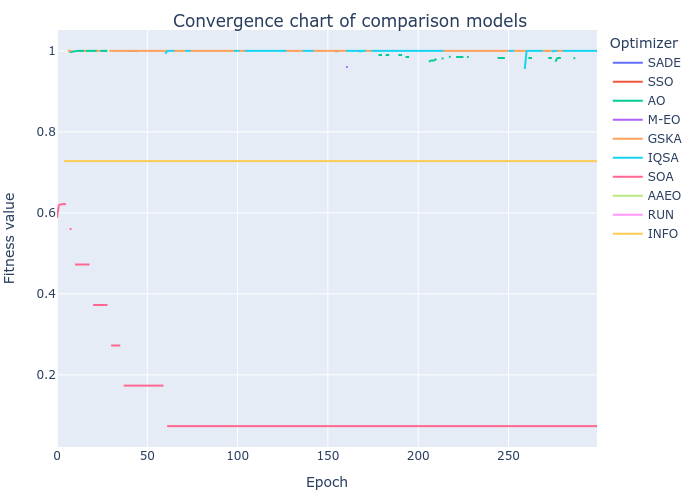 Convergence chart of comparison models
Optimizer
SADE
SSO
AO
M-EO
GSKA
IQSA
SOA
AAEO
RUN
INFO
Fitness value
1
0.8
0.6
0.4
0.2
0
50
100
150
200
250
Epoch